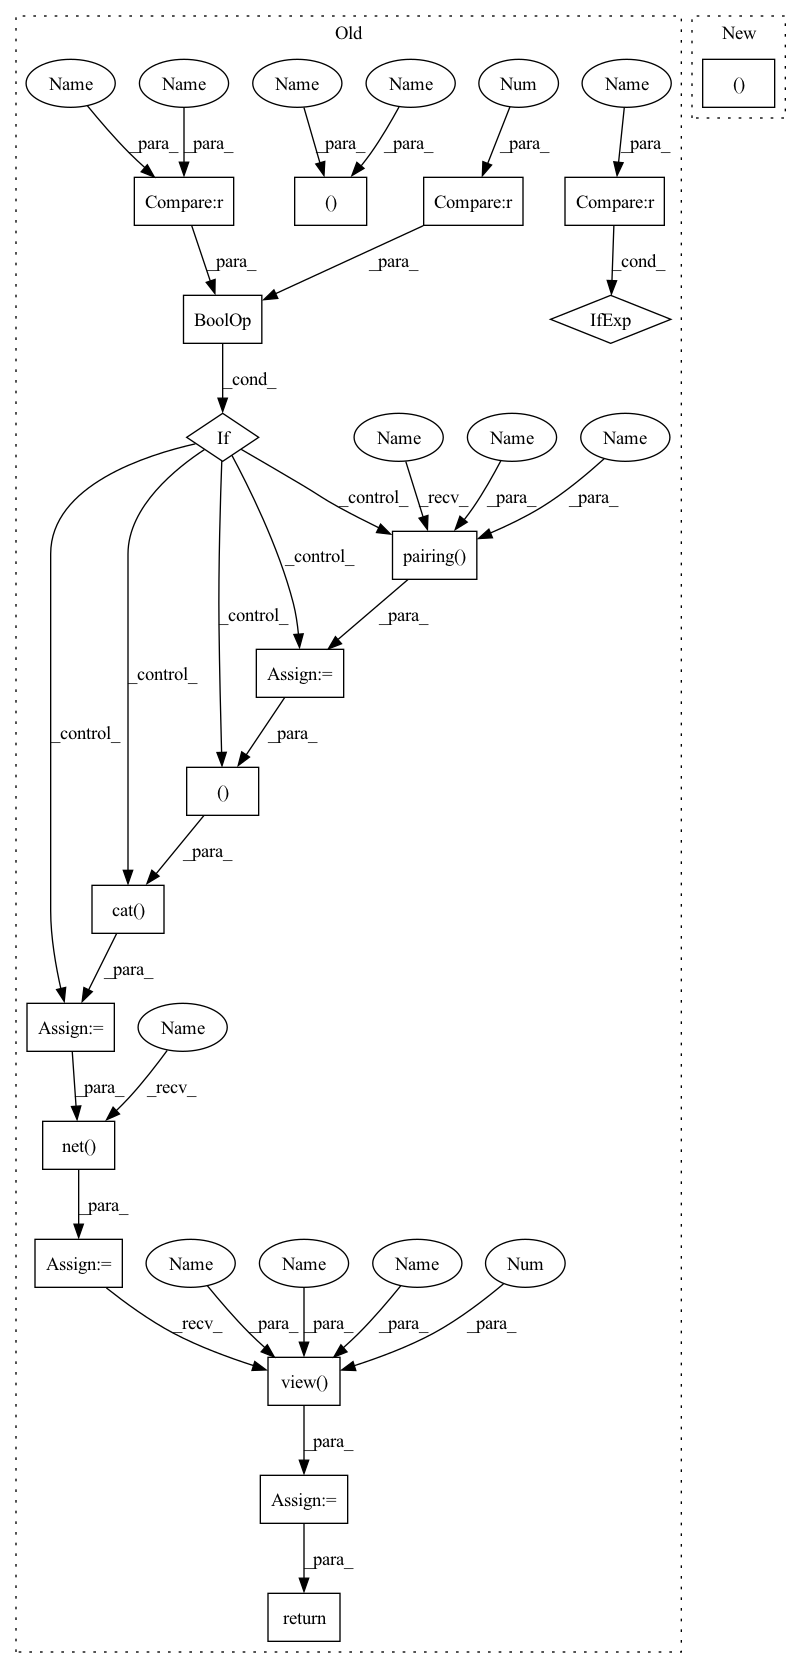 Old
New
Name
Name
Name
Name
Num
Name
()
_para_
_para_
_para_
_para_
_para_
_para_
Compare:r
()
Compare:r
Compare:r
_para_
_para_
_cond_
BoolOp
IfExp
_cond_
If
Name
Name
Name
_control_
_recv_
_para_
_para_
pairing()
_control_
_control_
_para_
_control_
Assign:=
_control_
_para_
()
_para_
cat()
_para_
Assign:=
Name
_para_
_recv_
net()
_para_
Assign:=
Name
Name
Name
Num
_recv_
_para_
_para_
_para_
_para_
view()
_para_
Assign:=
_para_
return